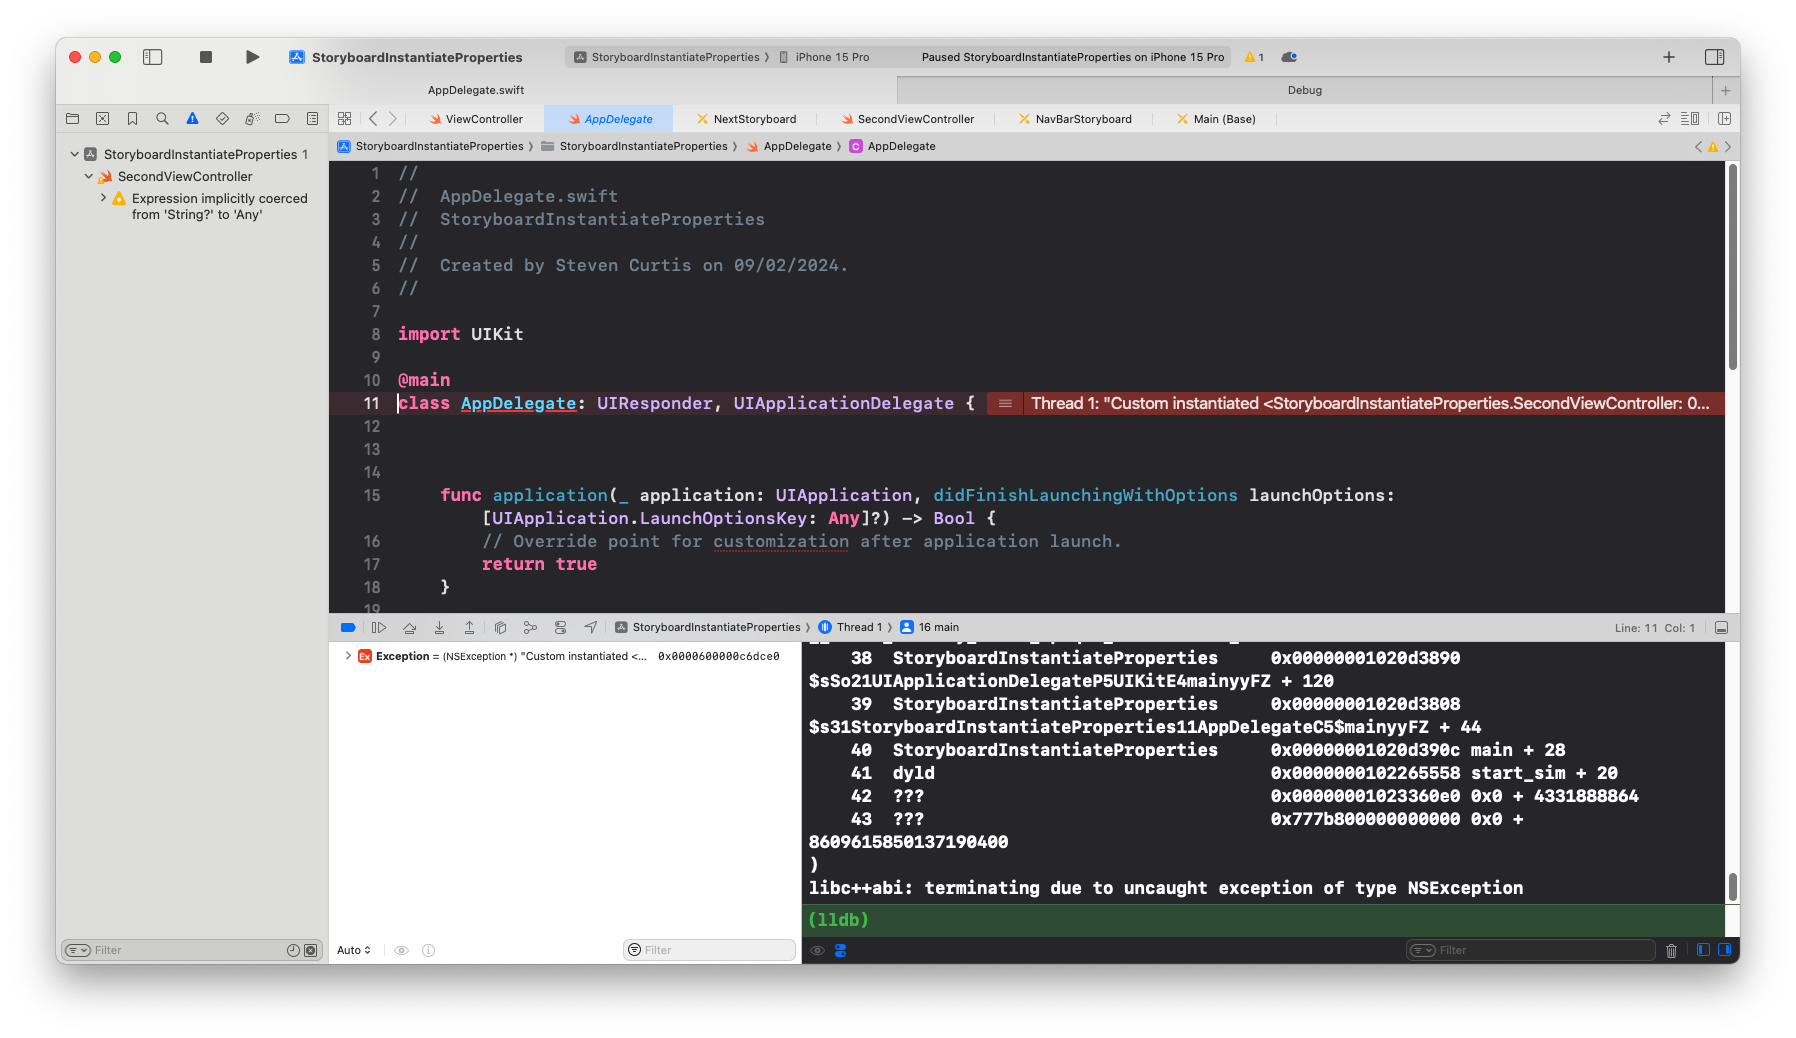 StoryboardInstantiateProperties
StoryboardInstantiateProperties 〉 iPhone 15 Pro
Paused StoryboardInstantiateProperties on iPhone 15 Pro
1
AppDelegate.swift
Debug
ViewController
AppDelegate
NextStoryboard
SecondViewController
NavBarStoryboard
Main (Base)
StoryboardInstantiateProperties 1
SecondViewController
Expression implicitly coerced
from 'String?' to 'Any'
StoryboardInstantiateProperties 〉 StoryboardInstantiateProperties 〉 AppDelegate 〉 C AppDelegate
1 //
2 //  AppDelegate.swift
3 //  StoryboardInstantiateProperties
4 //
5 //  Created by Steven Curtis on 09/02/2024.
6 //
7
8 import UIKit
9
10 @main
11 class AppDelegate: UIResponder, UIApplicationDelegate {
Thread 1: "Custom instantiated <StoryboardInstantiateProperties.SecondViewController: 0...
12
13
14
15     func application(_ application: UIApplication, didFinishLaunchingWithOptions launchOptions:
        [UIApplication.LaunchOptionsKey: Any]?) -> Bool {
16         // Override point for customization after application launch.
17         return true
18     }
19
StoryboardInstantiateProperties 〉 Thread 1 〉 16 main
Line: 11 Col: 1
Ex Exception = (NSException *) "Custom instantiated <... 0x0000600000c6dce0
38  StoryboardInstantiateProperties     0x00000001020d3890
$sSo21UIApplicationDelegateP5UIKitE4mainyyFZ + 120
39  StoryboardInstantiateProperties     0x00000001020d3808
$s31StoryboardInstantiateProperties11AppDelegateC5$mainyyFZ + 44
40  StoryboardInstantiateProperties     0x00000001020d390c main + 28
41  dyld                                0x0000000102265558 start_sim + 20
42  ???                                 0x00000001023360e0 0x0 + 4331888864
43  ???                                 0x777b800000000000 0x0 +
8609615850137190400
)
libc++abi: terminating due to uncaught exception of type NSException
(lldb)
Filter
Auto
Filter
Filter